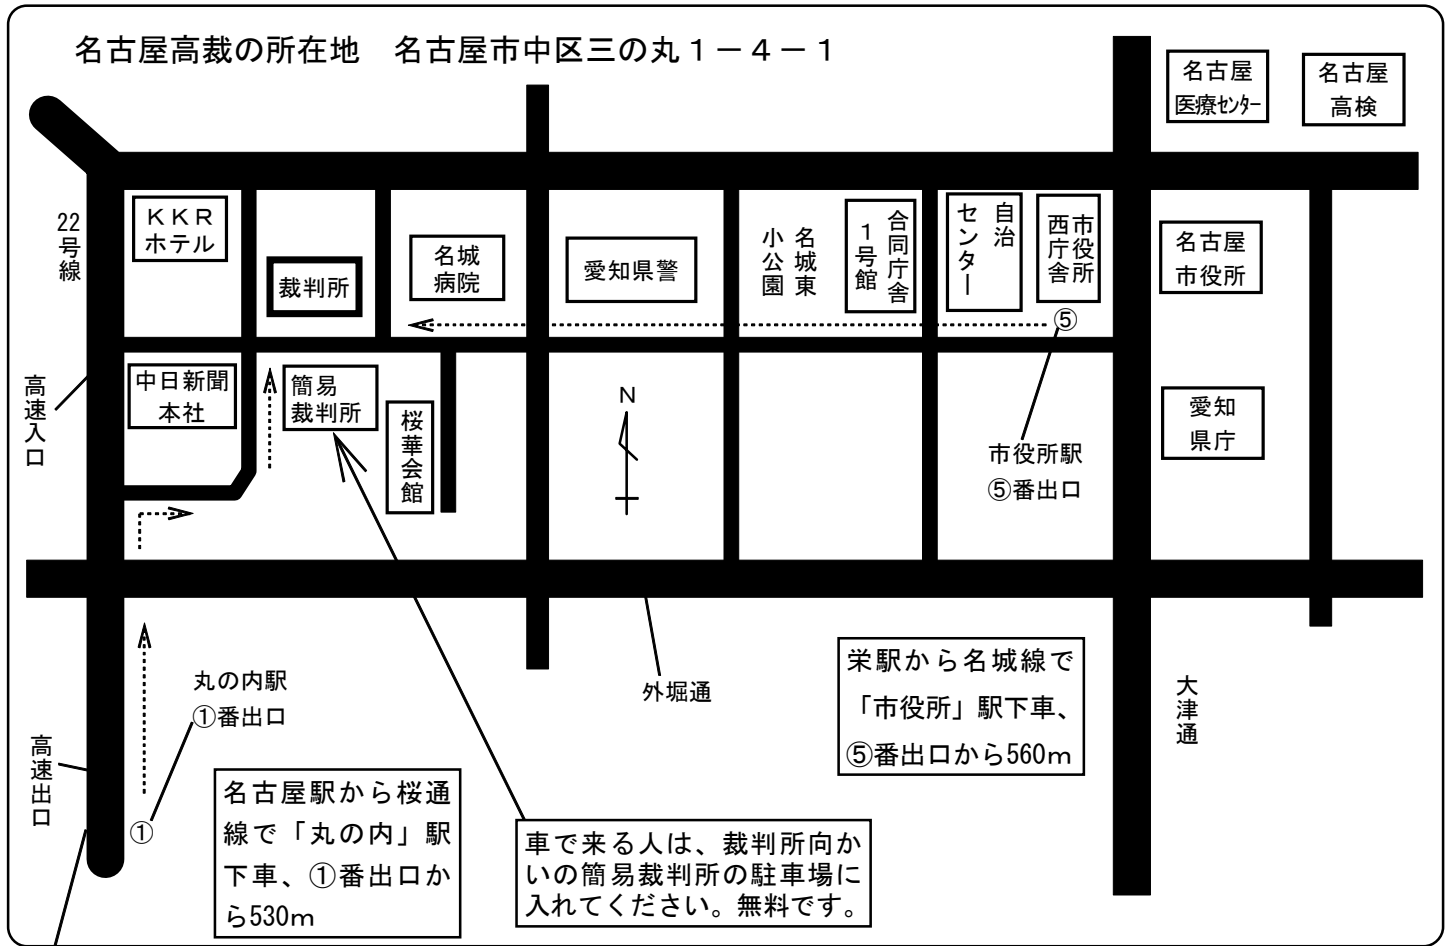 名古屋高裁の所在地　名古屋市中区三の丸１－４－１
名古屋
医療センター
名古屋
高検
22号線
ＫＫＲ
ホテル
裁判所
名城
病院
愛知県警
名城東
小公園
合同庁舎
１号館
自治
センター
市役所
西庁舎
名古屋
市役所
⑤
高速入口
中日新聞
本社
簡易
裁判所
桜華会館
N
市役所駅
⑤番出口
愛知
県庁
丸の内駅
①番出口
外堀通
大津通
高速出口
①
名古屋駅から桜通
線で「丸の内」駅
下車、①番出口か
ら530ｍ
車で来る人は、裁判所向か
いの簡易裁判所の駐車場に
入れてください。無料です。
栄駅から名城線で
「市役所」駅下車、
⑤番出口から560ｍ